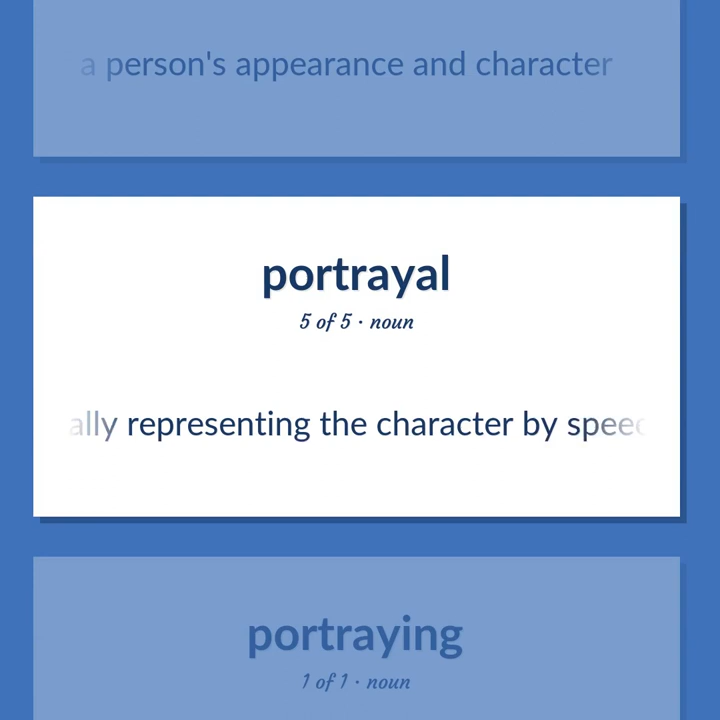 a person's appearance and character
portrayal
5 of 5 · noun
ally representing the character by speec
portraying
1 of 1 · noun